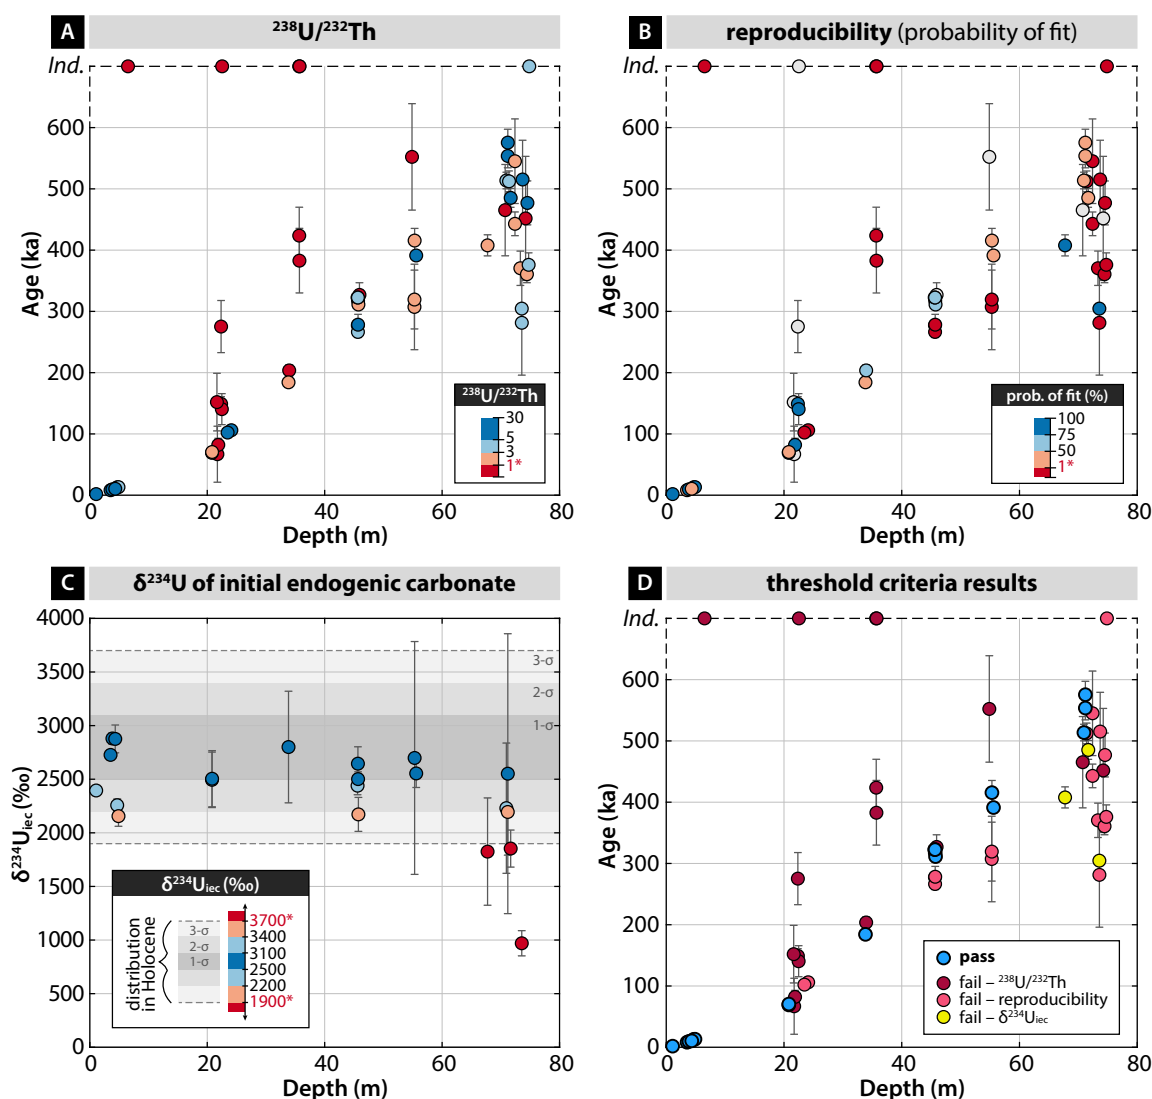 A
²³⁸U/²³²Th
Ind.
600
500
400
300
200
100
0
Age (ka)
0 20 40 60 80
Depth (m)
²³⁸U/²³²Th
30
5
3
1*
B
reproducibility (probability of fit)
Ind.
600
500
400
300
200
100
0
Age (ka)
0 20 40 60 80
Depth (m)
prob. of fit (%)
100
75
50
1*
C
δ²³⁴U of initial endogenic carbonate
4000
3500
3000
2500
2000
1500
1000
500
0
δ²³⁴Uiec (‰)
3-σ
2-σ
1-σ
0 20 40 60 80
Depth (m)
δ²³⁴Uiec (‰)
distribution
in Holocene
3-σ
2-σ
1-σ
3700*
3400
3100
2500
2200
1900*
D
threshold criteria results
Ind.
600
500
400
300
200
100
0
Age (ka)
0 20 40 60 80
Depth (m)
pass
fail – ²³⁸U/²³²Th
fail – reproducibility
fail – δ²³⁴Uiec